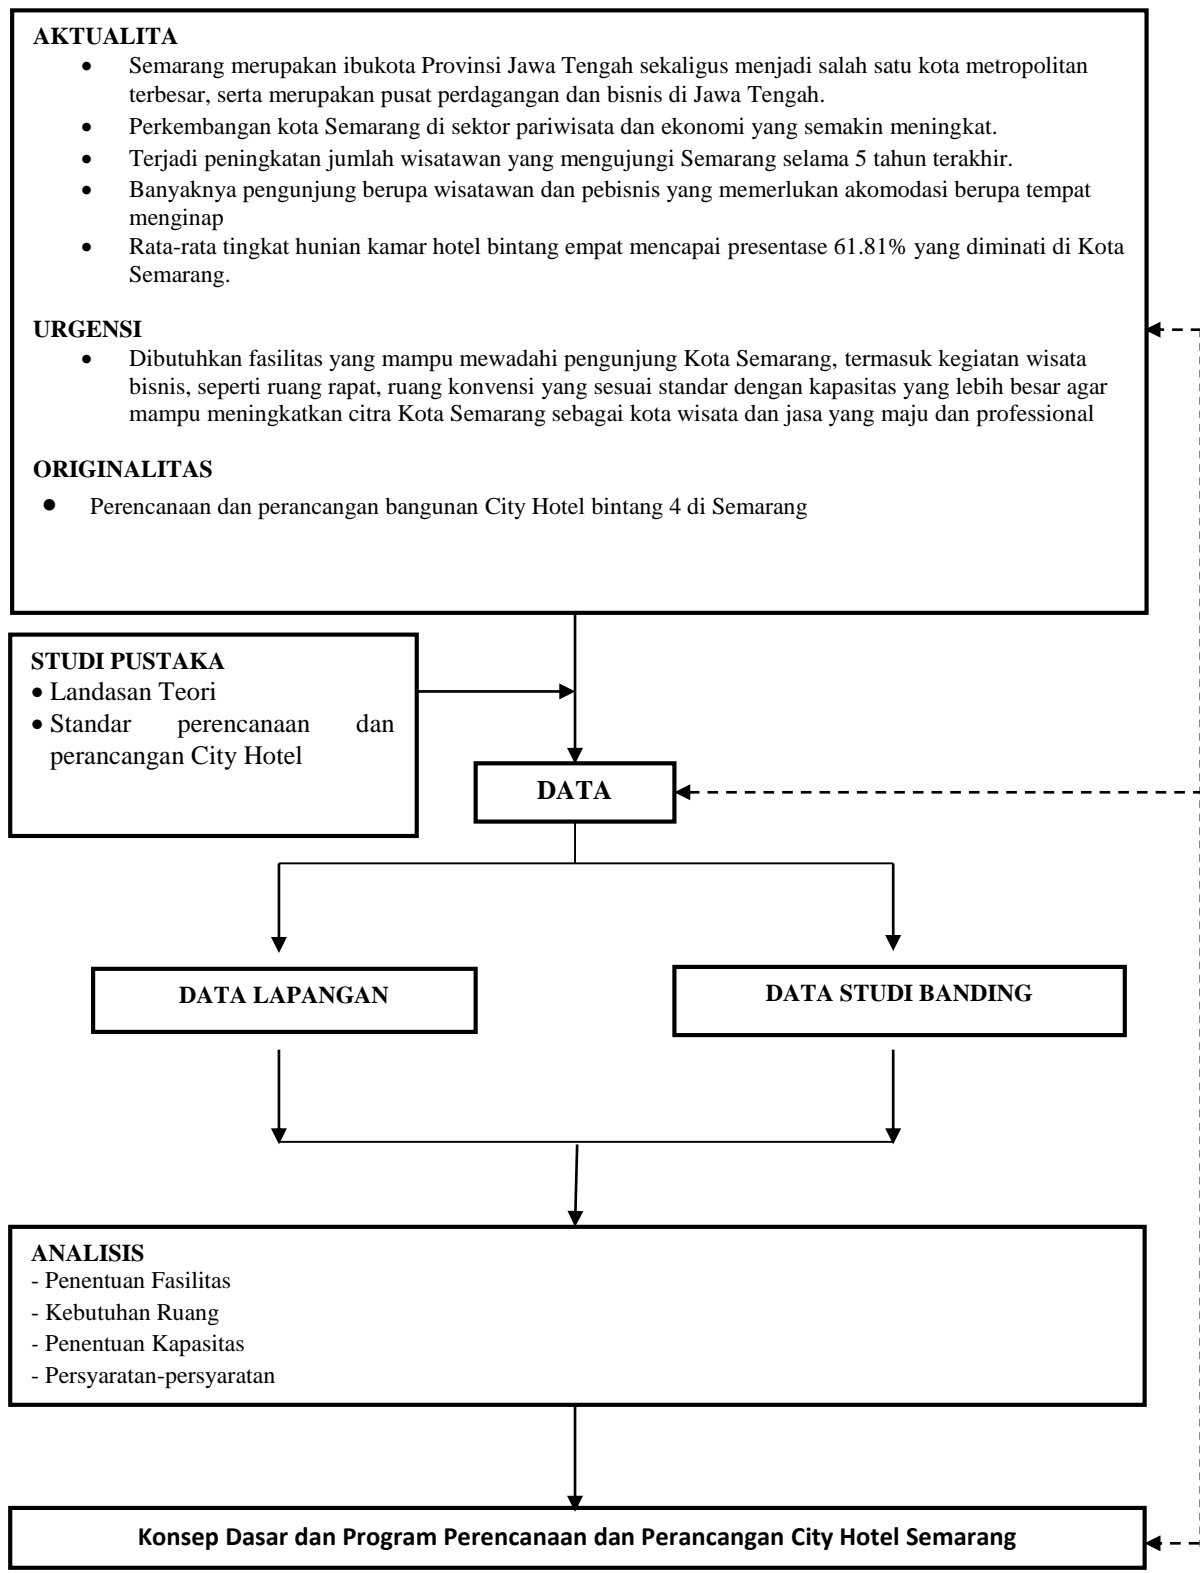 AKTUALITA
• Semarang merupakan ibukota Provinsi Jawa Tengah sekaligus menjadi salah satu kota metropolitan
terbesar, serta merupakan pusat perdagangan dan bisnis di Jawa Tengah.
• Perkembangan kota Semarang di sektor pariwisata dan ekonomi yang semakin meningkat.
• Terjadi peningkatan jumlah wisatawan yang mengujungi Semarang selama 5 tahun terakhir.
• Banyaknya pengunjung berupa wisatawan dan pebisnis yang memerlukan akomodasi berupa tempat
menginap
• Rata-rata tingkat hunian kamar hotel bintang empat mencapai presentase 61.81% yang diminati di Kota
Semarang.
URGENSI
• Dibutuhkan fasilitas yang mampu mewadahi pengunjung Kota Semarang, termasuk kegiatan wisata
bisnis, seperti ruang rapat, ruang konvensi yang sesuai standar dengan kapasitas yang lebih besar agar
mampu meningkatkan citra Kota Semarang sebagai kota wisata dan jasa yang maju dan professional
ORIGINALITAS
• Perencanaan dan perancangan bangunan City Hotel bintang 4 di Semarang
STUDI PUSTAKA
• Landasan Teori
• Standar perencanaan dan
perancangan City Hotel
DATA
DATA LAPANGAN
DATA STUDI BANDING
ANALISIS
- Penentuan Fasilitas
- Kebutuhan Ruang
- Penentuan Kapasitas
- Persyaratan-persyaratan
Konsep Dasar dan Program Perencanaan dan Perancangan City Hotel Semarang